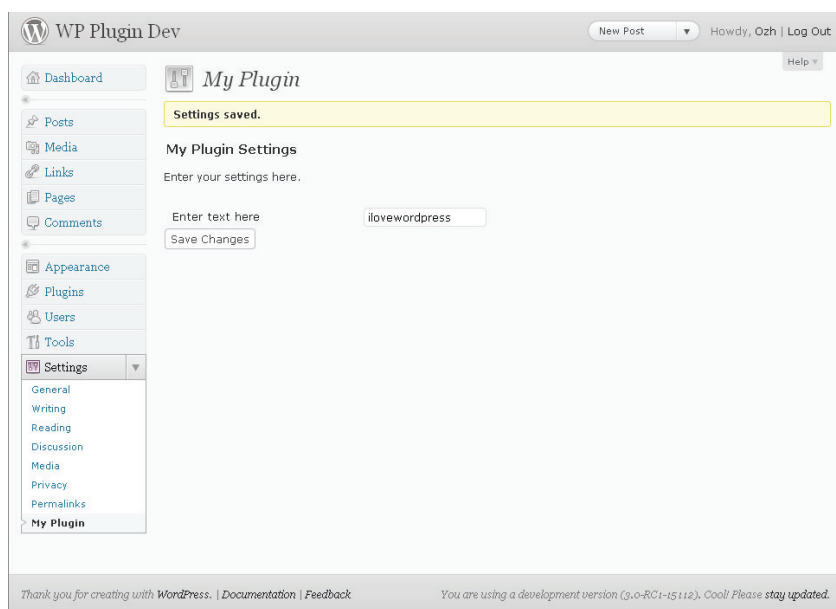 WP Plugin Dev
New Post
Howdy, Ozh | Log Out
Help
Dashboard
Posts
Media
Links
Pages
Comments
Appearance
Plugins
Users
Tools
Settings
General
Writing
Reading
Discussion
Media
Privacy
Permalinks
My Plugin
My Plugin
Settings saved.
My Plugin Settings
Enter your settings here.
Enter text here ilovewordpress
Save Changes
Thank you for creating with WordPress. | Documentation | Feedback
You are using a development version (3.0-RC1-15112). Cool! Please stay updated.